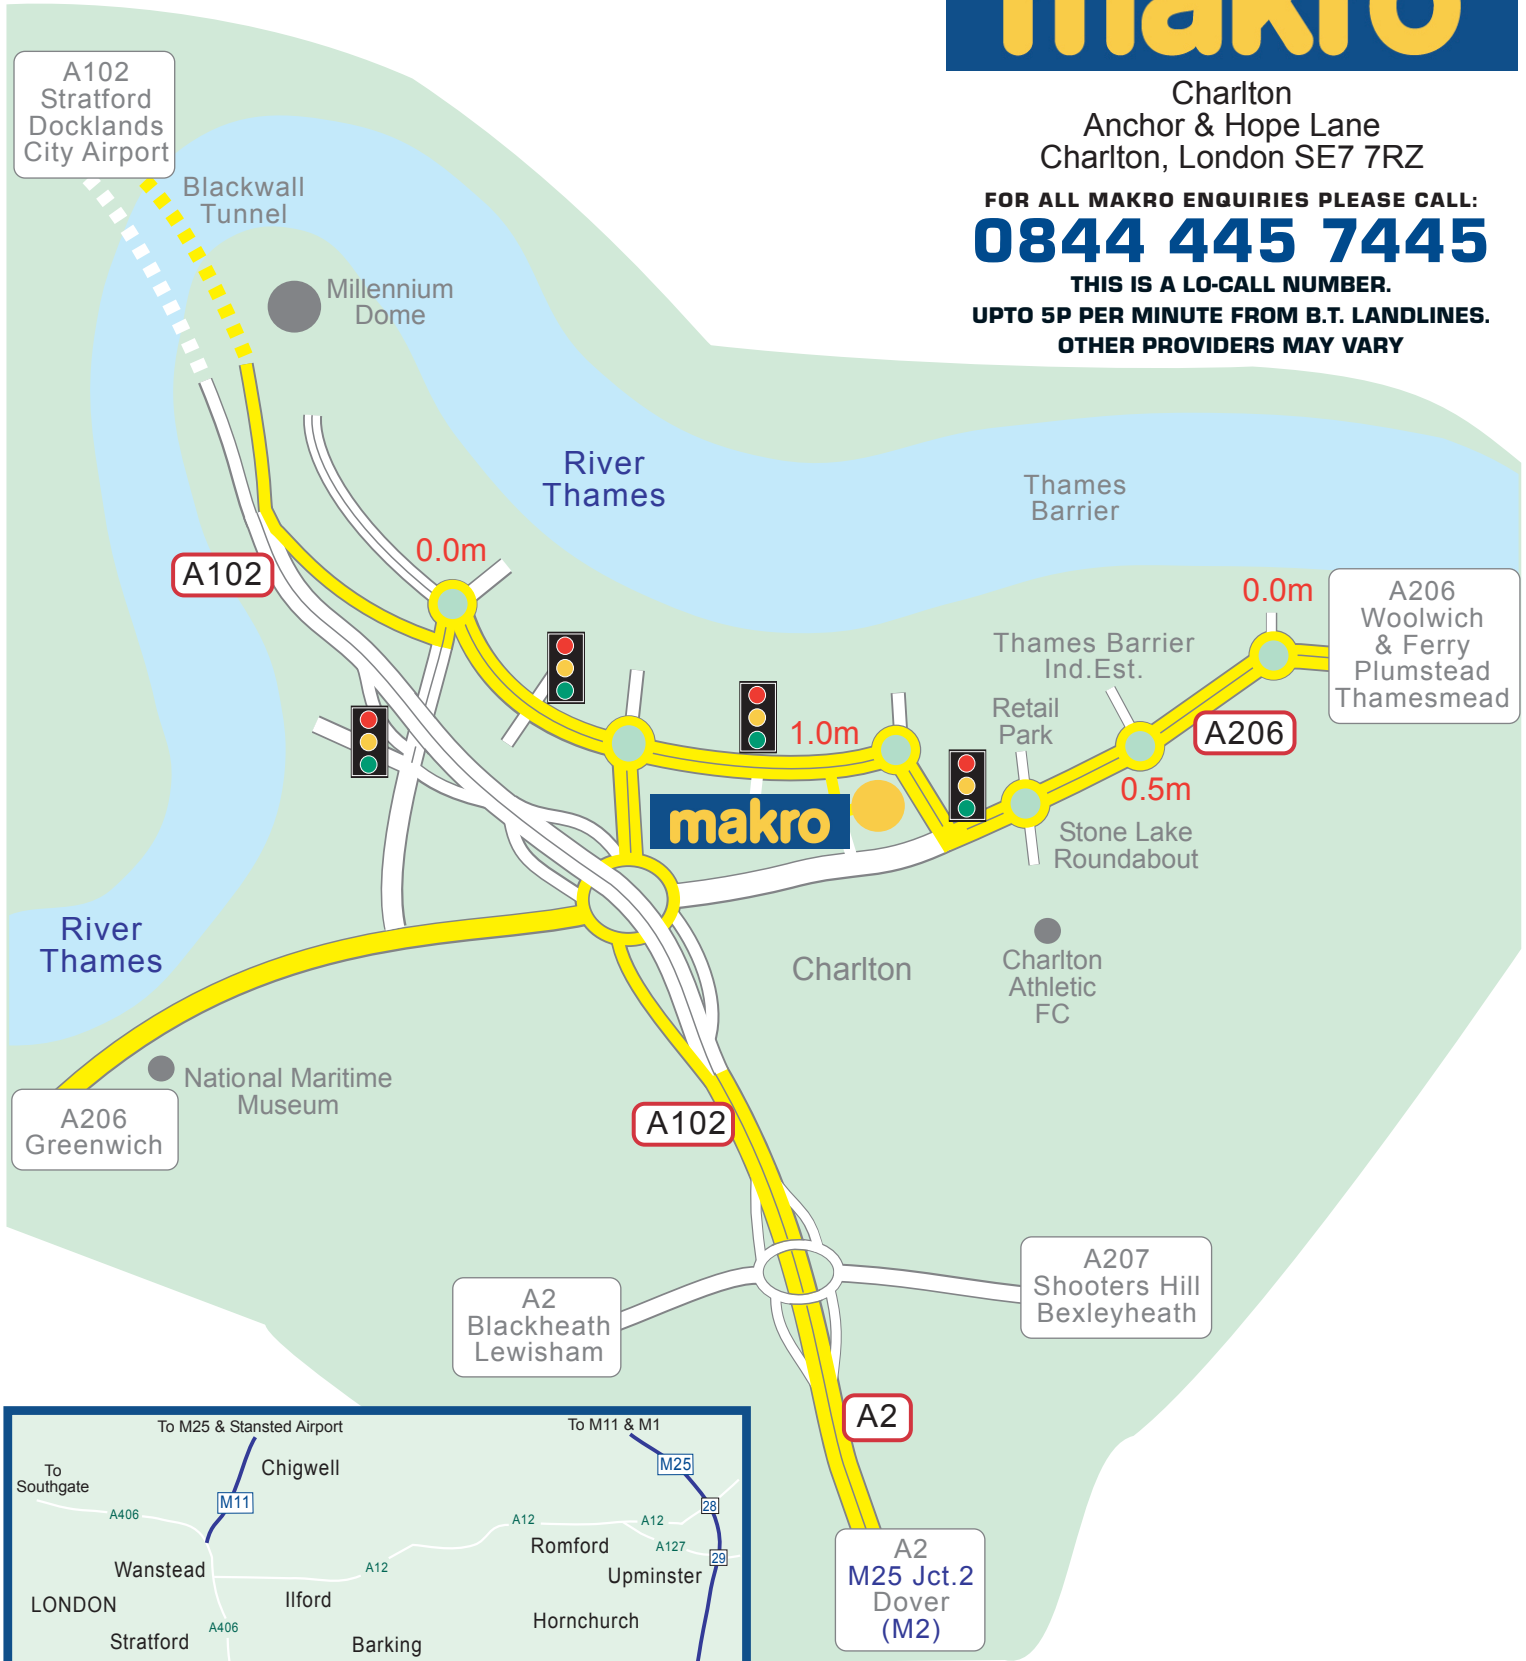 makro
Charlton
Anchor & Hope Lane
Charlton, London SE7 7RZ
FOR ALL MAKRO ENQUIRIES PLEASE CALL:
0844 445 7445
THIS IS A LO-CALL NUMBER.
UPTO 5P PER MINUTE FROM B.T. LANDLINES.
OTHER PROVIDERS MAY VARY
A102
Stratford
Docklands
City Airport
Blackwall
Tunnel
Millennium
Dome
River
Thames
Thames
Barrier
A102
0.0m
0.0m
A206
Woolwich
& Ferry
Plumstead
Thamesmead
Thames Barrier
Ind.Est.
Retail
Park
A206
1.0m
0.5m
makro
Stone Lake
Roundabout
River
Thames
Charlton
Charlton
Athletic
FC
National Maritime
Museum
A206
Greenwich
A102
A207
Shooters Hill
Bexleyheath
A2
Blackheath
Lewisham
A2
A2
M25 Jct.2
Dover
(M2)
To M25 & Stansted Airport
To M11 & M1
To
Southgate
Chigwell
M25
M11
28
A406
A12
A12
Romford
A127
29
Wanstead
A12
Upminster
LONDON
Ilford
Hornchurch
A406
Stratford
Barking